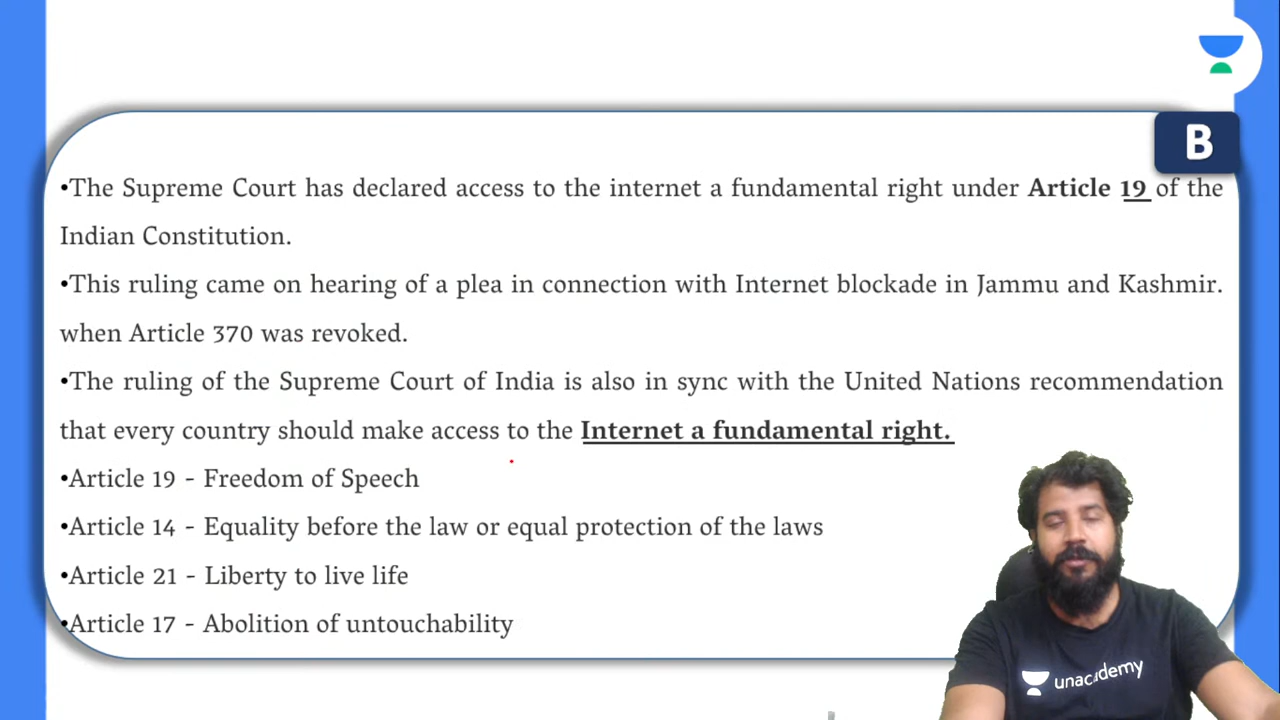 B
•The Supreme Court has declared access to the internet a fundamental right under Article 19 of the
Indian Constitution.
•This ruling came on hearing of a plea in connection with Internet blockade in Jammu and Kashmir.
when Article 370 was revoked.
•The ruling of the Supreme Court of India is also in sync with the United Nations recommendation
that every country should make access to the Internet a fundamental right.
•Article 19 - Freedom of Speech
•Article 14 - Equality before the law or equal protection of the laws
•Article 21 - Liberty to live life
•Article 17 - Abolition of untouchability
unacademy